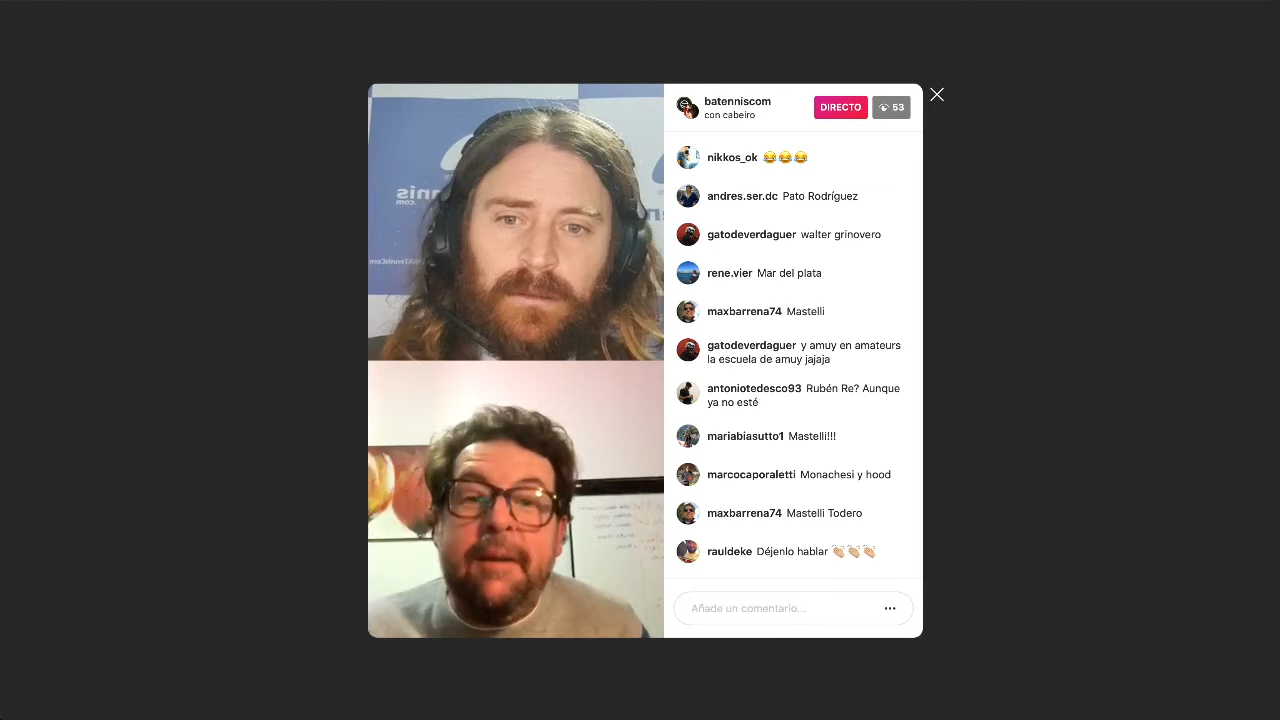 batenniscom
con cabeiro
DIRECTO
53
nikkos_ok 😂😂😂
andres.ser.dc Pato Rodríguez
gatodeverdaguer walter grinovero
rene.vier Mar del plata
maxbarrena74 Mastelli
gatodeverdaguer y amuy en amateurs
la escuela de amuy jajaja
antoniotedesco93 Rubén Re? Aunque
ya no esté
mariabiasutto1 Mastelli!!!
marcocaporaletti Monachesi y hood
maxbarrena74 Mastelli Todero
rauldeke Déjenlo hablar 👏🏼👏🏼👏🏼
Añade un comentario...